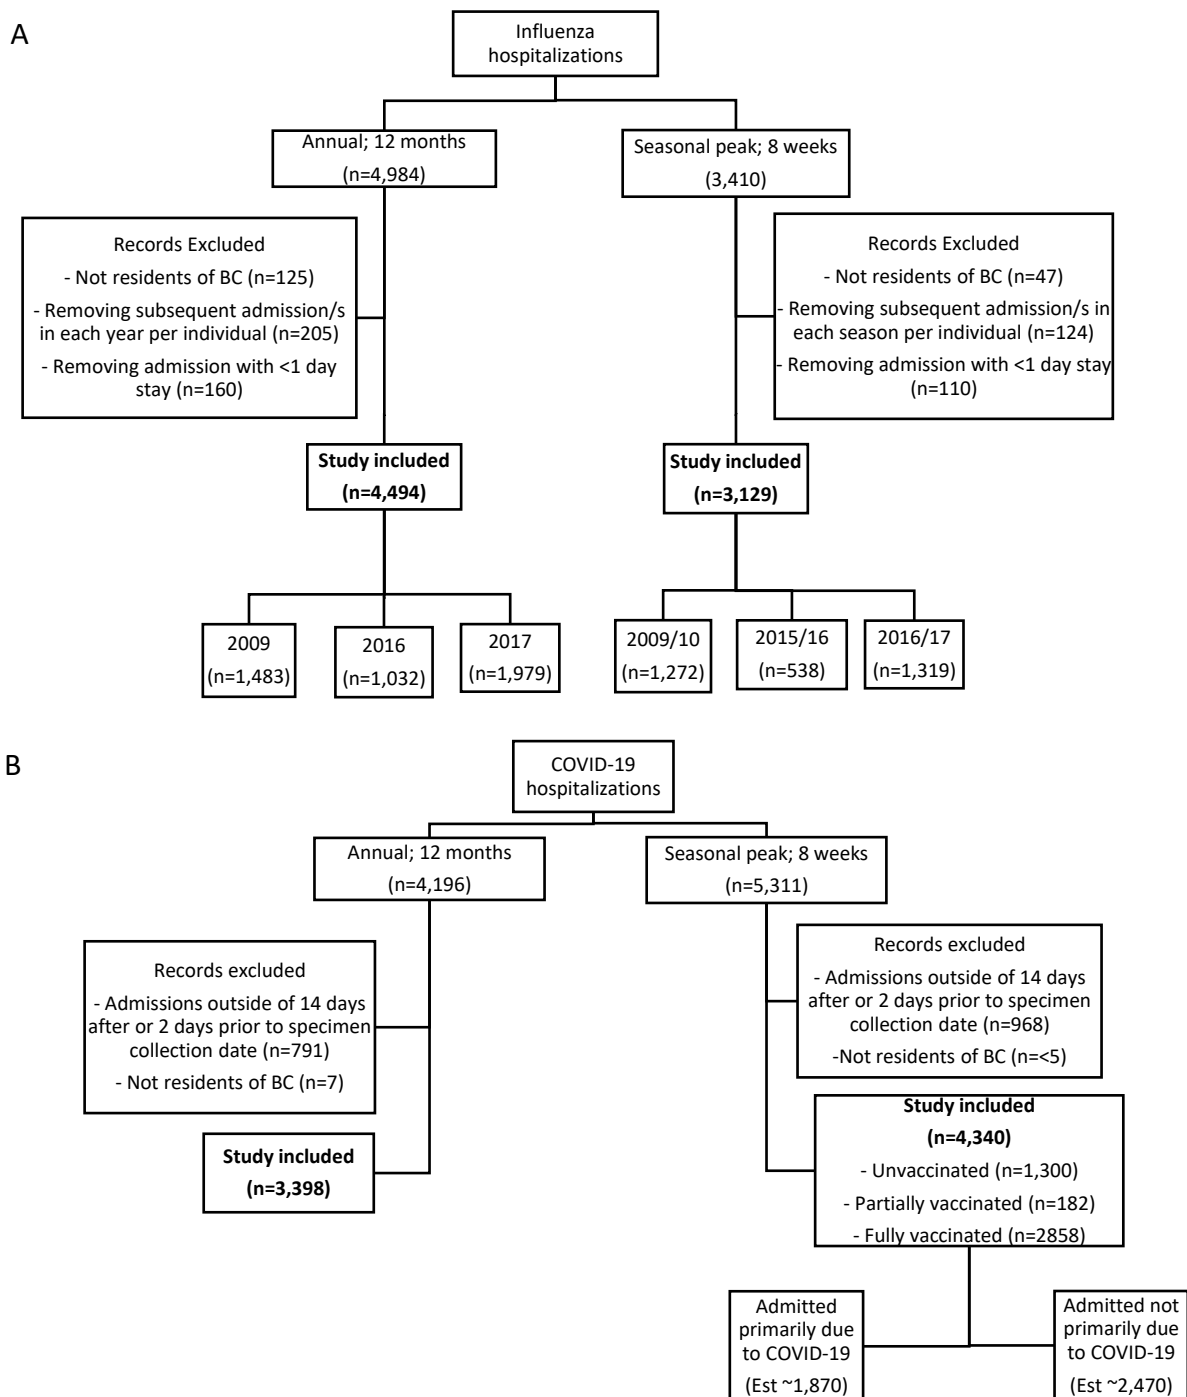 A
Influenza
hospitalizations
Annual; 12 months
(n=4,984)
Seasonal peak; 8 weeks
(3,410)
Records Excluded
- Not residents of BC (n=125)
- Removing subsequent admission/s
in each year per individual (n=205)
- Removing admission with <1 day
stay (n=160)
Records Excluded
- Not residents of BC (n=47)
- Removing subsequent admission/s in
each season per individual (n=124)
- Removing admission with <1 day stay
(n=110)
Study included
(n=4,494)
Study included
(n=3,129)
2009
(n=1,483)
2016
(n=1,032)
2017
(n=1,979)
2009/10
(n=1,272)
2015/16
(n=538)
2016/17
(n=1,319)
B
COVID-19
hospitalizations
Annual; 12 months
(n=4,196)
Seasonal peak; 8 weeks
(n=5,311)
Records excluded
- Admissions outside of 14 days
after or 2 days prior to specimen
collection date (n=791)
- Not residents of BC (n=7)
Records excluded
- Admissions outside of 14 days
after or 2 days prior to specimen
collection date (n=968)
-Not residents of BC (n=<5)
Study included
(n=3,398)
Study included
(n=4,340)
- Unvaccinated (n=1,300)
- Partially vaccinated (n=182)
- Fully vaccinated (n=2858)
Admitted
primarily due
to COVID-19
(Est ~1,870)
Admitted not
primarily due
to COVID-19
(Est ~2,470)